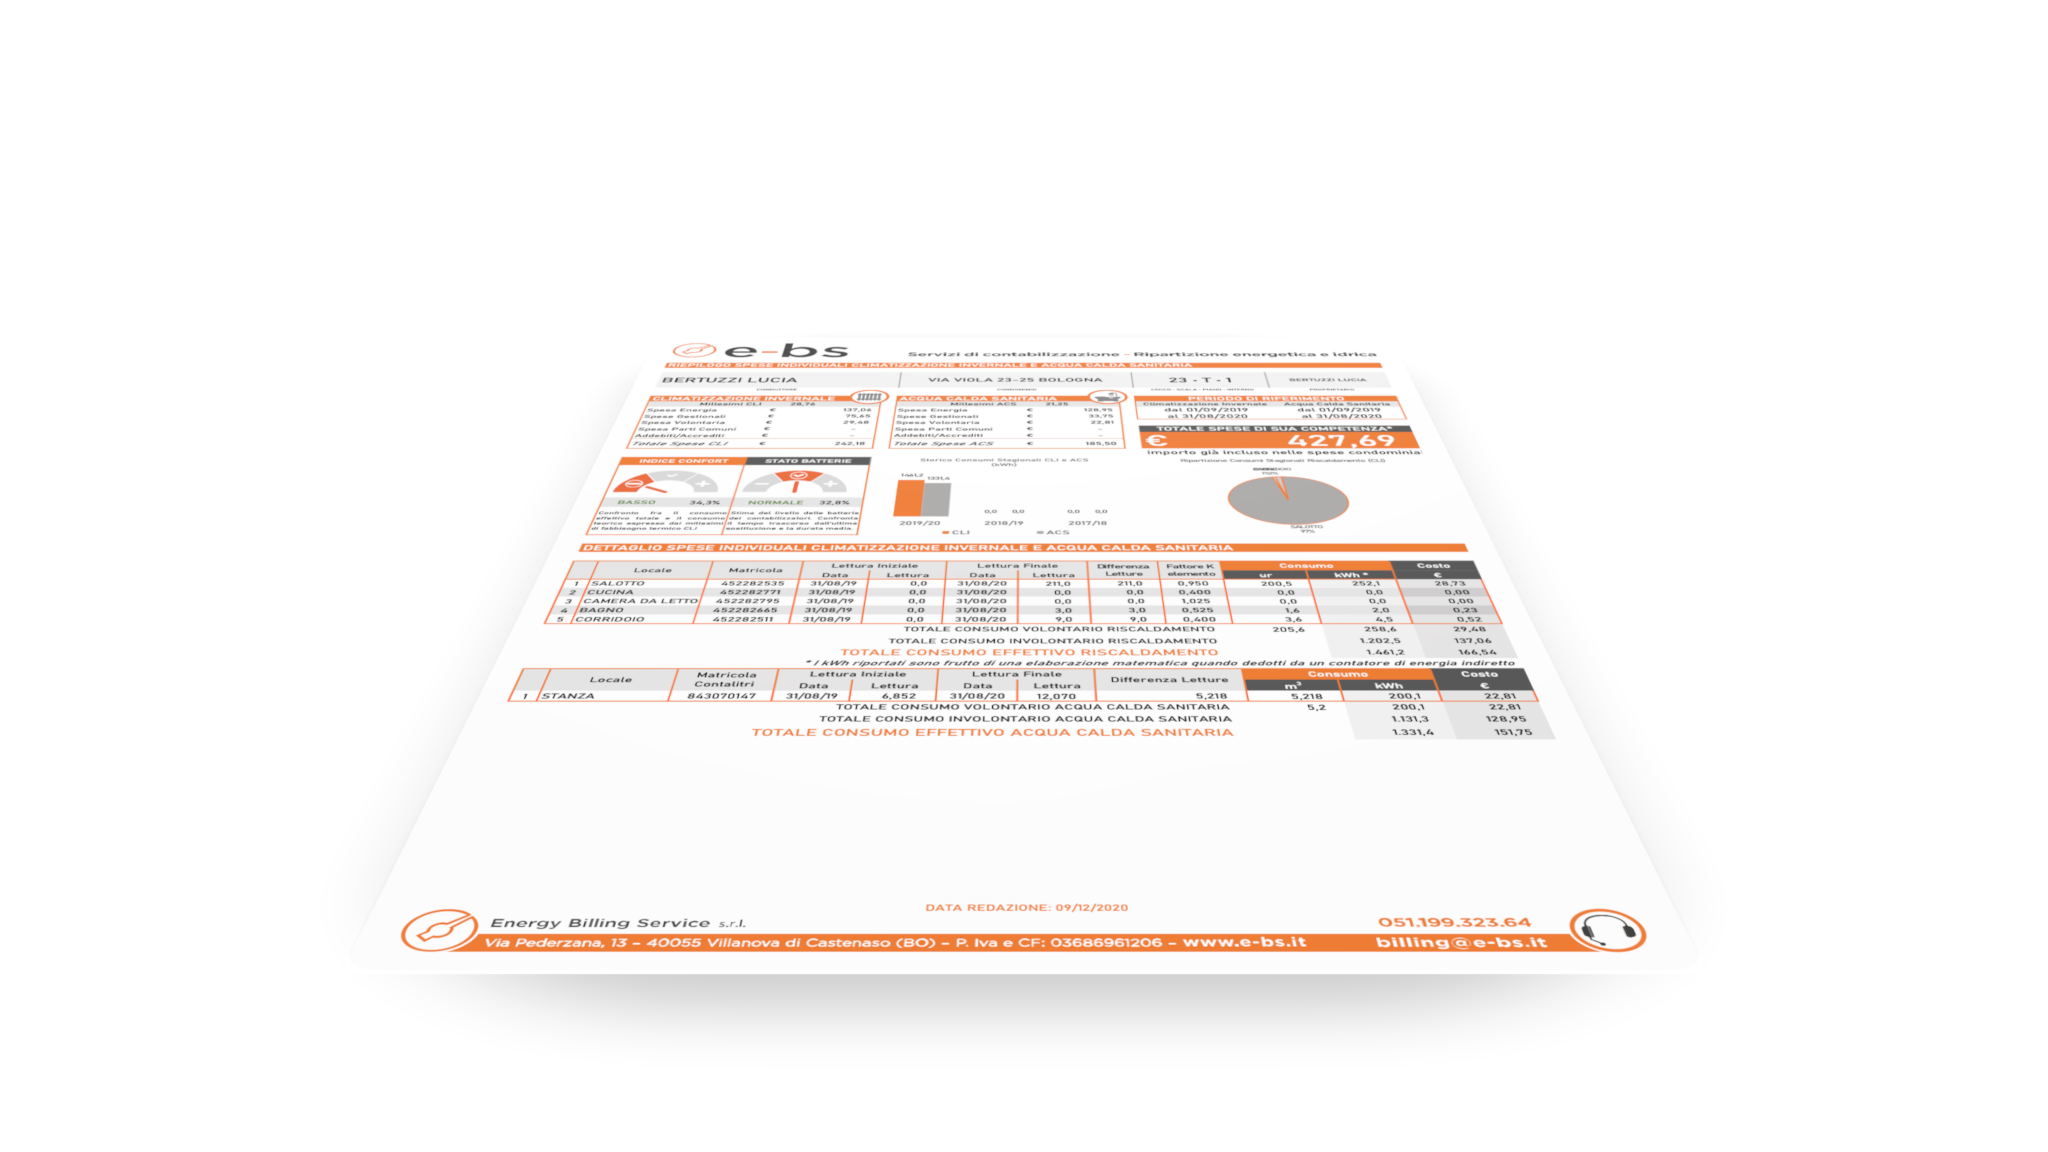 e-bs
Servizi di contabilizzazione - Ripartizione energetica e idrica
RIEPILOGO SPESE INDIVIDUALI CLIMATIZZAZIONE INVERNALE E ACQUA CALDA SANITARIA
BERTUZZI LUCIA VIA VIOLA 23-25 BOLOGNA 23 - T - 1 BERTUZZI LUCIA
CONDUTTORE CONDOMINIO CIVICO - SCALA - PIANO - INTERNO PROPRIETARIO
CLIMATIZZAZIONE INVERNALE
Millesimi CLI 28,76
Spesa Energia € 137,06
Spese Gestionali € 75,65
Spesa Volontaria € 29,48
Spesa Parti Comuni € -
Addebiti/Accrediti € -
Totale Spese CLI € 242,18
ACQUA CALDA SANITARIA
Millesimi ACS 21,25
Spesa Energia € 128,95
Spese Gestionali € 33,75
Spesa Volontaria € 22,81
Spesa Parti Comuni € -
Addebiti/Accrediti € -
Totale Spese ACS € 185,50
PERIODO DI RIFERIMENTO
Climatizzazione Invernale Acqua Calda Sanitaria
dal 01/09/2019 dal 01/09/2019
al 31/08/2020 al 31/08/2020
TOTALE SPESE DI SUA COMPETENZA*
€ 427,69
importo già incluso nelle spese condominia
INDICE CONFORT STATO BATTERIE
BASSO 34,3% NORMALE 32,8%
Confronto fra il consumo effettivo totale e il consumo teorico espresso dai millesimi di fabbisogno termico CLI
Stima del livello delle batterie dei contabilizzatori. Confronta il tempo trascorso dall'ultima sostituzione e la durata media.
Storico Consumi Stagionali CLI e ACS
(kWh)
1461,2 1331,4
0,0 0,0 0,0 0,0
2019/20 2018/19 2017/18
CLI ACS
Ripartizione Consumi Stagionali Riscaldamento (CLI)
SALOTTO
97%
DETTAGLIO SPESE INDIVIDUALI CLIMATIZZAZIONE INVERNALE E ACQUA CALDA SANITARIA
Locale Matricola Lettura Iniziale Lettura Finale Differenza Letture Fattore K elemento Consumo Costo
Data Lettura Data Lettura ur kWh * €
1 SALOTTO 452282535 31/08/19 0,0 31/08/20 211,0 211,0 0,950 200,5 252,1 28,73
2 CUCINA 452282771 31/08/19 0,0 31/08/20 0,0 0,0 0,400 0,0 0,0 0,00
3 CAMERA DA LETTO 452282795 31/08/19 0,0 31/08/20 0,0 0,0 1,025 0,0 0,0 0,00
4 BAGNO 452282665 31/08/19 0,0 31/08/20 3,0 3,0 0,525 1,6 2,0 0,23
5 CORRIDOIO 452282511 31/08/19 0,0 31/08/20 9,0 9,0 0,400 3,6 4,5 0,52
TOTALE CONSUMO VOLONTARIO RISCALDAMENTO 205,6 258,6 29,48
TOTALE CONSUMO INVOLONTARIO RISCALDAMENTO 1.202,5 137,06
TOTALE CONSUMO EFFETTIVO RISCALDAMENTO 1.461,2 166,54
* i kWh riportati sono frutto di una elaborazione matematica quando dedotti da un contatore di energia indiretto
Locale Matricola Contalitri Lettura Iniziale Lettura Finale Differenza Letture Consumo Costo
Data Lettura Data Lettura m³ kWh €
1 STANZA 843070147 31/08/19 6,852 31/08/20 12,070 5,218 5,218 200,1 22,81
TOTALE CONSUMO VOLONTARIO ACQUA CALDA SANITARIA 5,2 200,1 22,81
TOTALE CONSUMO INVOLONTARIO ACQUA CALDA SANITARIA 1.131,3 128,95
TOTALE CONSUMO EFFETTIVO ACQUA CALDA SANITARIA 1.331,4 151,75
DATA REDAZIONE: 09/12/2020
Energy Billing Service s.r.l. 051.199.323.64
Via Pederzana, 13 - 40055 Villanova di Castenaso (BO) - P. Iva e CF: 03686961206 - www.e-bs.it billing@e-bs.it